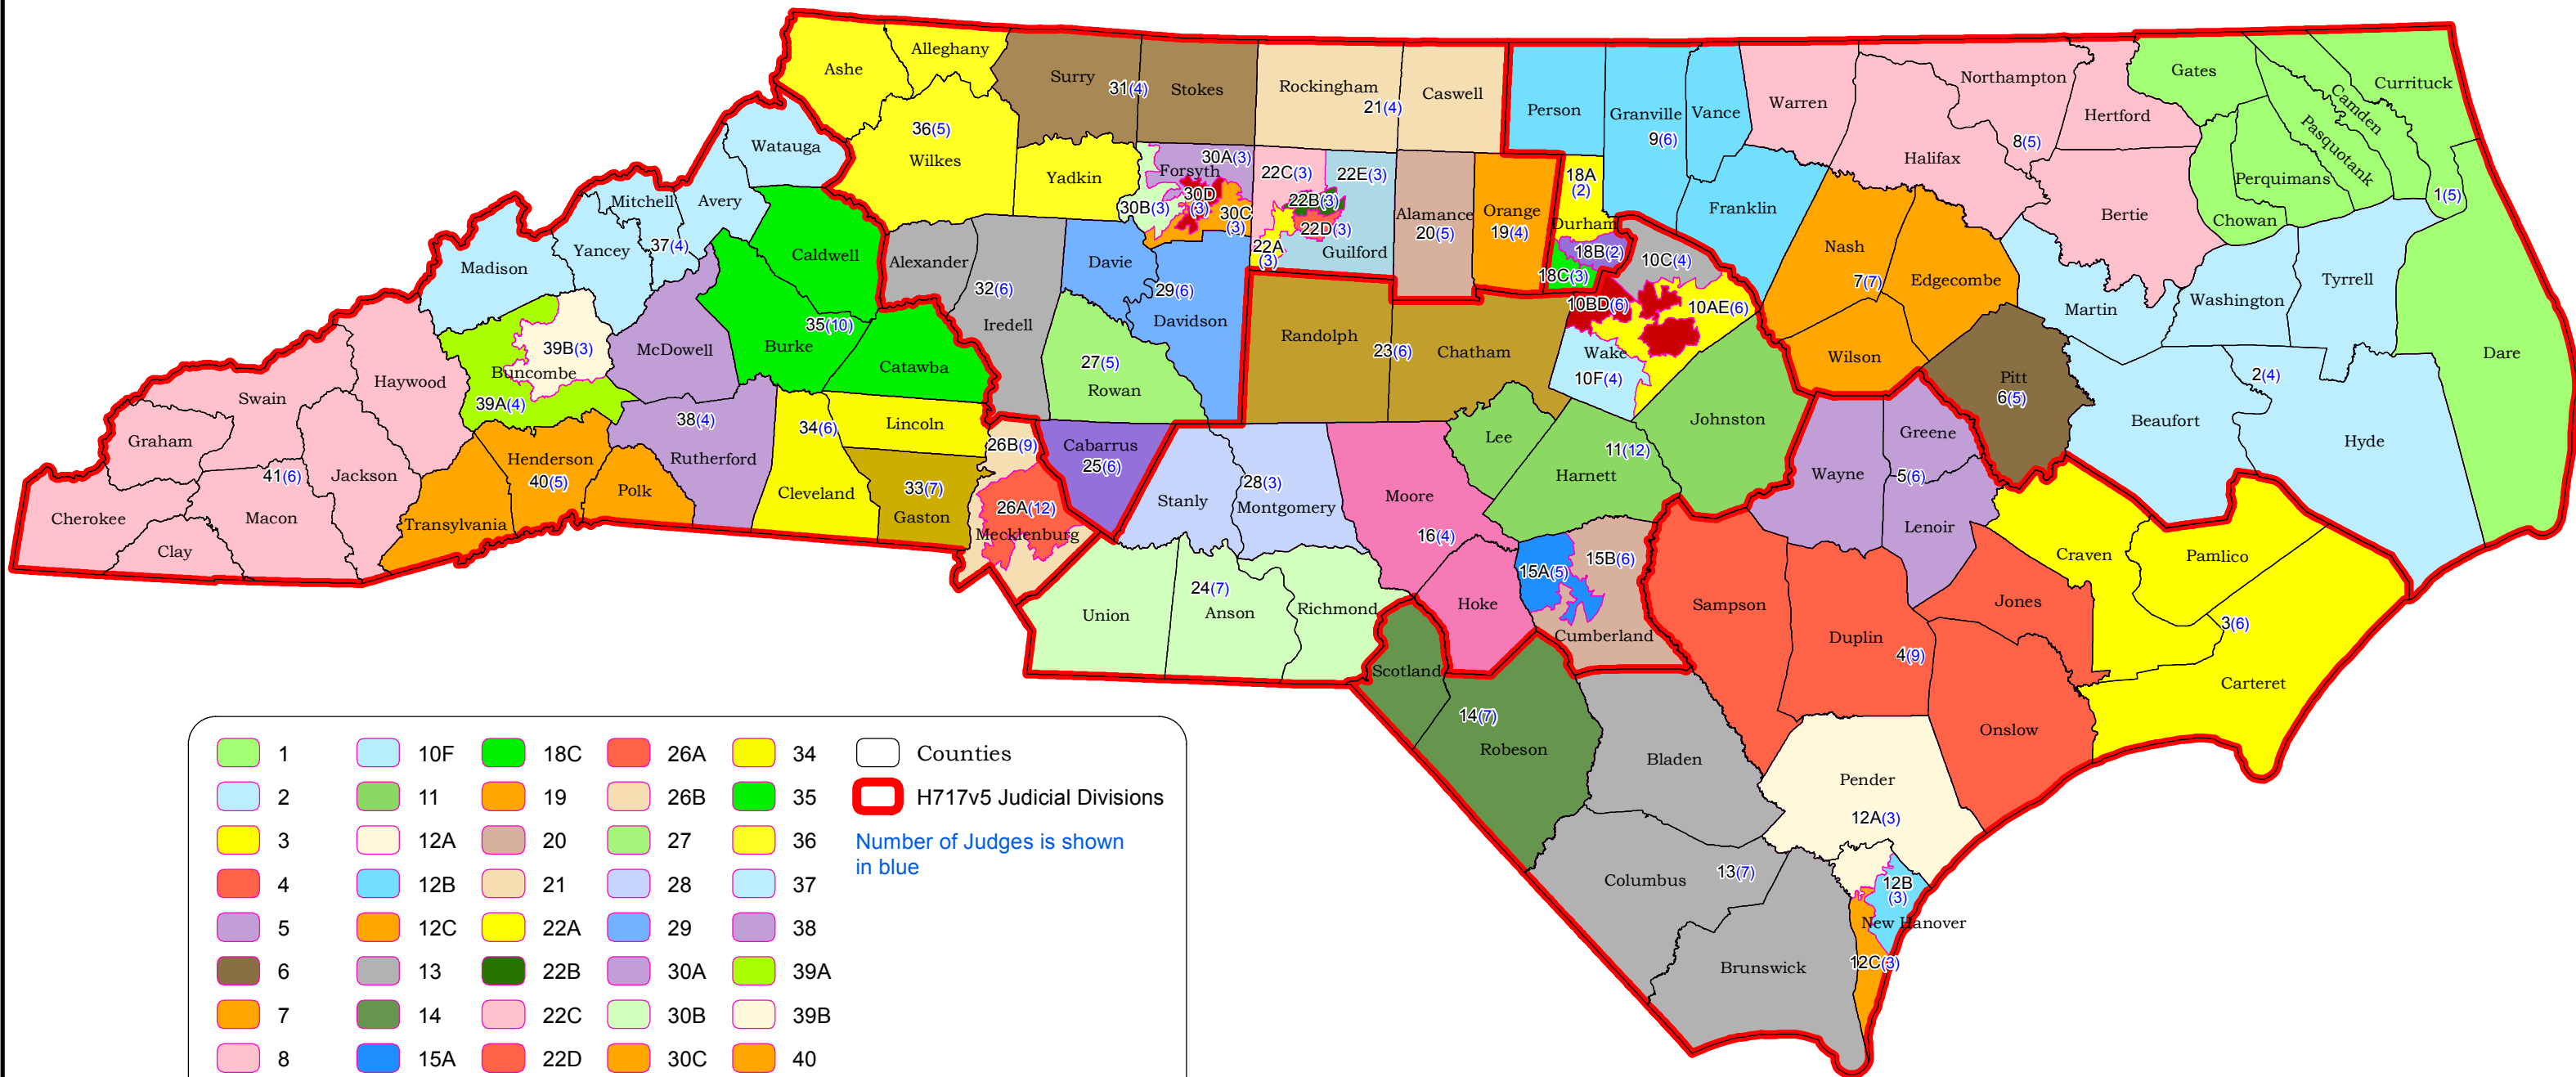 Ashe
Alleghany
Surry
31(4)
Stokes
Rockingham
21(4)
Caswell
Person
Granville
9(6)
Vance
Warren
Northampton
8(5)
Halifax
Hertford
Gates
Camden
Currituck
Pasquotank
Perquimans
Chowan
1(5)
Bertie
Watauga
36(5)
Wilkes
Yadkin
30A(3)
Forsyth
30D
(3)
30B(3)
30C
(3)
22C(3)
22E(3)
22B(3)
22D(3)
22A
(3)
Guilford
Alamance
20(5)
Orange
19(4)
18A
(2)
Durham
18B(2)
18C(3)
10C(4)
Franklin
Nash
7(7)
Edgecombe
Wilson
Martin
Washington
Tyrrell
Dare
Mitchell
Avery
Yancey
37(4)
Madison
Caldwell
Alexander
32(6)
Iredell
Davie
29(6)
Davidson
Randolph
23(6)
Chatham
10BD(6)
10AE(6)
Wake
10F(4)
39B(3)
Buncombe
39A(4)
McDowell
35(10)
Burke
Catawba
27(5)
Rowan
Haywood
Swain
Graham
41(6)
Jackson
Cherokee
Macon
Clay
Transylvania
Henderson
40(5)
Polk
38(4)
Rutherford
34(6)
Lincoln
Cleveland
33(7)
Gaston
26B(9)
26A(12)
Mecklenburg
Cabarrus
25(6)
Stanly
28(3)
Montgomery
Moore
16(4)
Lee
Harnett
11(12)
Johnston
Wayne
Greene
5(6)
Lenoir
Pitt
6(5)
Beaufort
2(4)
Hyde
Union
24(7)
Anson
Richmond
Hoke
15A(5)
15B(6)
Cumberland
Sampson
Duplin
4(9)
Jones
Craven
Pamlico
3(6)
Carteret
Onslow
Scotland
14(7)
Robeson
Bladen
Pender
12A(3)
Columbus
13(7)
Brunswick
12B
(3)
New Hanover
12C(3)
1
2
3
4
5
6
7
8
10F
11
12A
12B
12C
13
14
15A
18C
19
20
21
22A
22B
22C
22D
26A
26B
27
28
29
30A
30B
30C
34
35
36
37
38
39A
39B
40
Counties
H717v5 Judicial Divisions
Number of Judges is shown
in blue